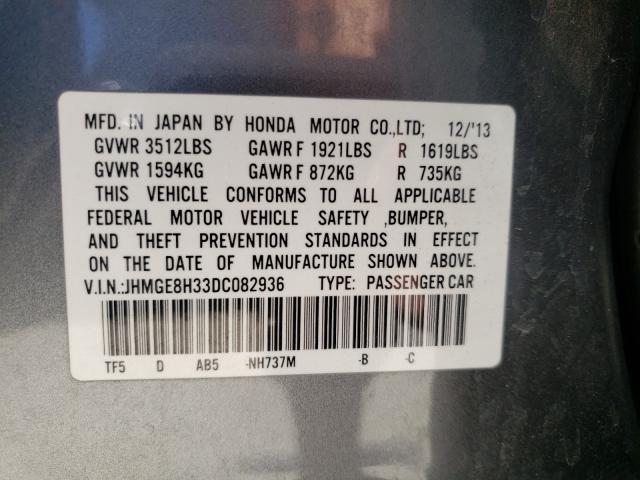 MFD. IN JAPAN BY HONDA MOTOR CO.,LTD; 12/'13
GVWR 3512LBS GAWR F 1921LBS R 1619LBS
GVWR 1594KG GAWR F 872KG R 735KG
THIS VEHICLE CONFORMS TO ALL APPLICABLE
FEDERAL MOTOR VEHICLE SAFETY ,BUMPER,
AND THEFT PREVENTION STANDARDS IN EFFECT
ON THE DATE OF MANUFACTURE SHOWN ABOVE.
V.I.N.:JHMGE8H33DC082936 TYPE: PASSENGER CAR
TF5 D AB5 -NH737M -B -C